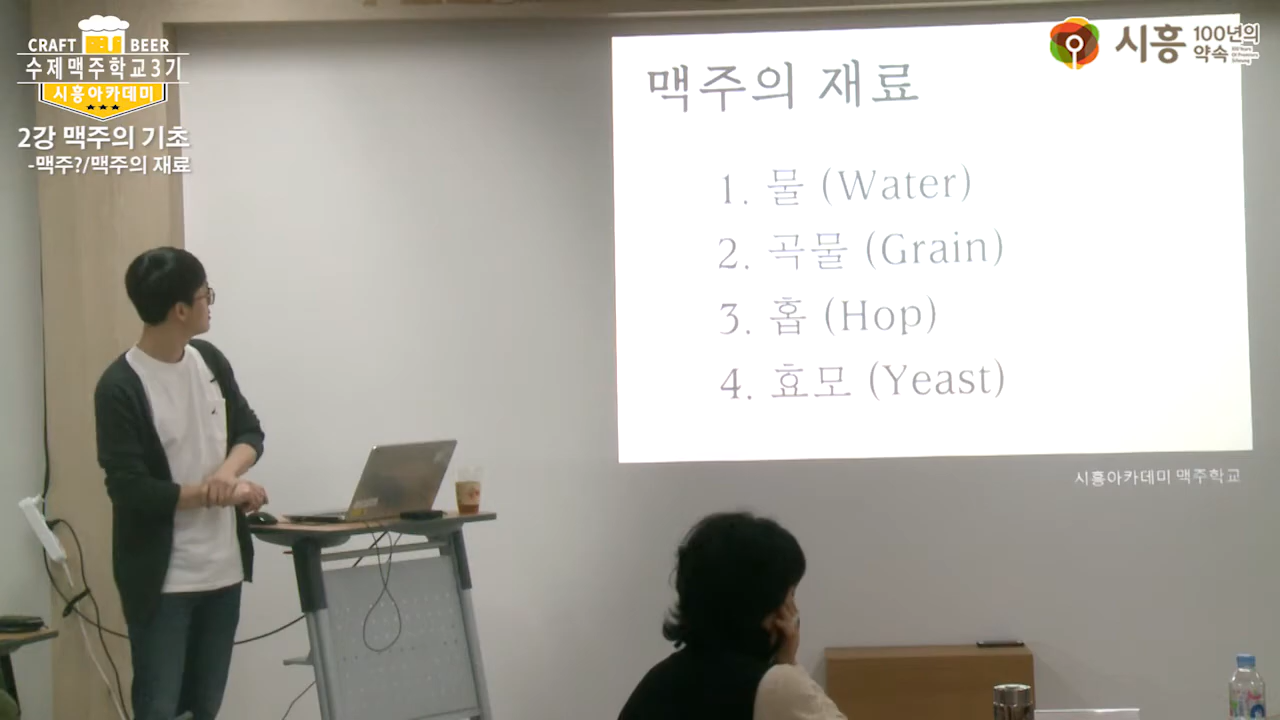 CRAFT BEER
수제맥주학교3기
시흥아카데미
2강 맥주의 기초
-맥주?/맥주의 재료
시흥 100년의
약속
맥주의 재료
1. 물 (Water)
2. 곡물 (Grain)
3. 홉 (Hop)
4. 효모 (Yeast)
시흥아카데미 맥주학교